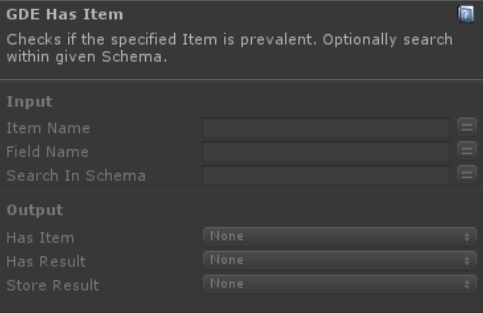 GDE Has Item
Checks if the specified Item is prevalent. Optionally search
within given Schema.
Input
Item Name
Field Name
Search In Schema
Output
Has Item None
Has Result None
Store Result None